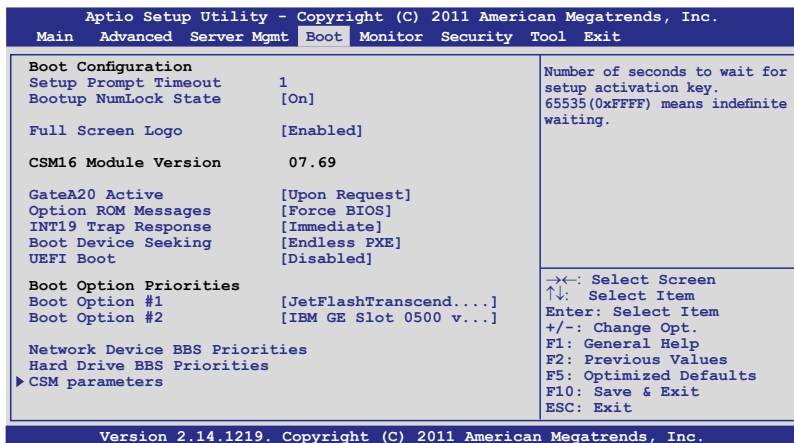 Aptio Setup Utility - Copyright (C) 2011 American Megatrends, Inc.
Main Advanced Server Mgmt Boot Monitor Security Tool Exit
Boot Configuration
Setup Prompt Timeout 1
Bootup NumLock State [On]
Full Screen Logo [Enabled]
CSM16 Module Version 07.69
GateA20 Active [Upon Request]
Option ROM Messages [Force BIOS]
INT19 Trap Response [Immediate]
Boot Device Seeking [Endless PXE]
UEFI Boot [Disabled]
Boot Option Priorities
Boot Option #1 [JetFlashTranscend....]
Boot Option #2 [IBM GE Slot 0500 v...]
Network Device BBS Priorities
Hard Drive BBS Priorities
CSM parameters
Number of seconds to wait for
setup activation key.
65535(0xFFFF) means indefinite
waiting.
→←: Select Screen
↑↓: Select Item
Enter: Select Item
+/-: Change Opt.
F1: General Help
F2: Previous Values
F5: Optimized Defaults
F10: Save & Exit
ESC: Exit
Version 2.14.1219. Copyright (C) 2011 American Megatrends, Inc.